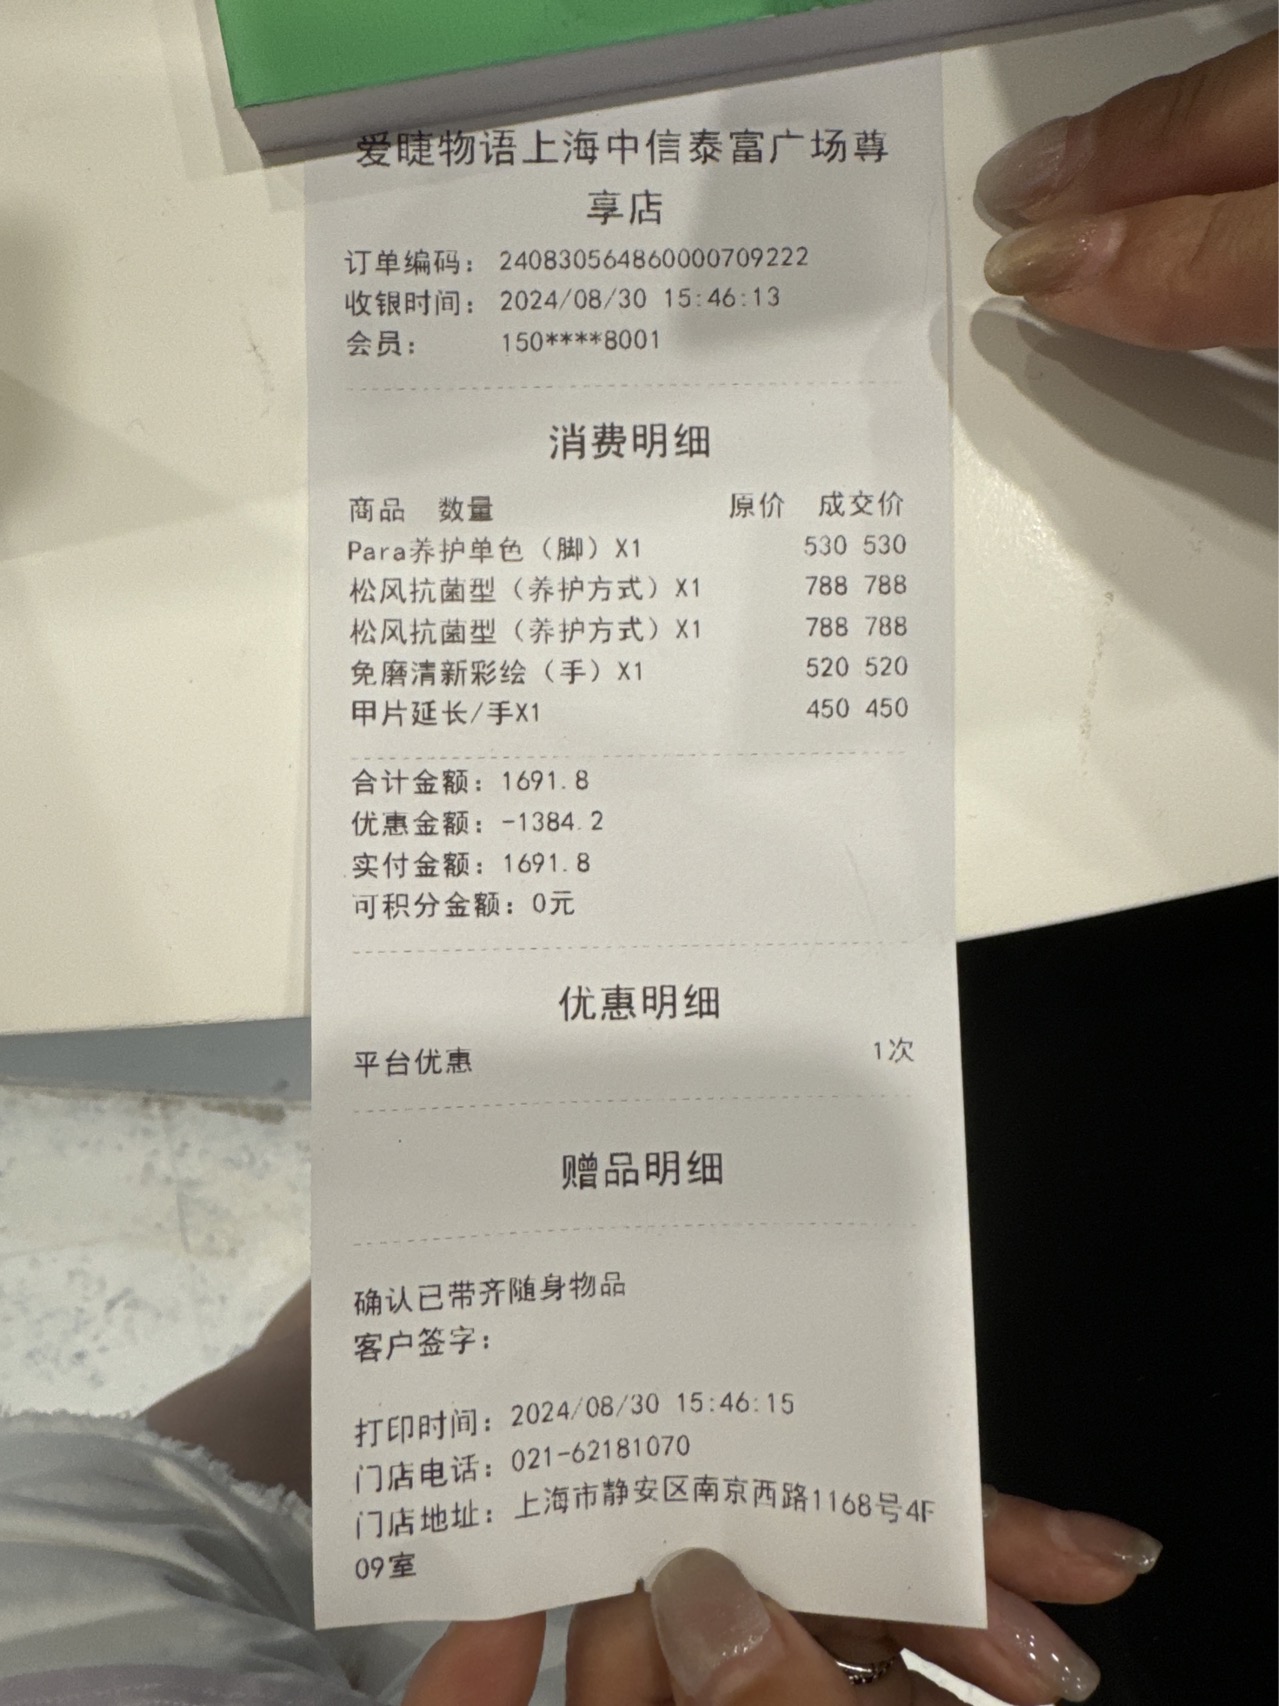 爱睫物语上海中信泰富广场尊
享店
订单编码： 240830564860000709222
收银时间： 2024/08/30 15:46:13
会员： 150****8001
消费明细
商品 数量 原价 成交价
Para养护单色（脚）X1 530 530
松风抗菌型（养护方式）X1 788 788
松风抗菌型（养护方式）X1 788 788
免磨清新彩绘（手）X1 520 520
甲片延长/手X1 450 450
合计金额：1691.8
优惠金额：-1384.2
实付金额：1691.8
可积分金额：0元
优惠明细
平台优惠 1次
赠品明细
确认已带齐随身物品
客户签字：
打印时间：2024/08/30 15:46:15
门店电话：021-62181070
门店地址：上海市静安区南京西路1168号4F
09室